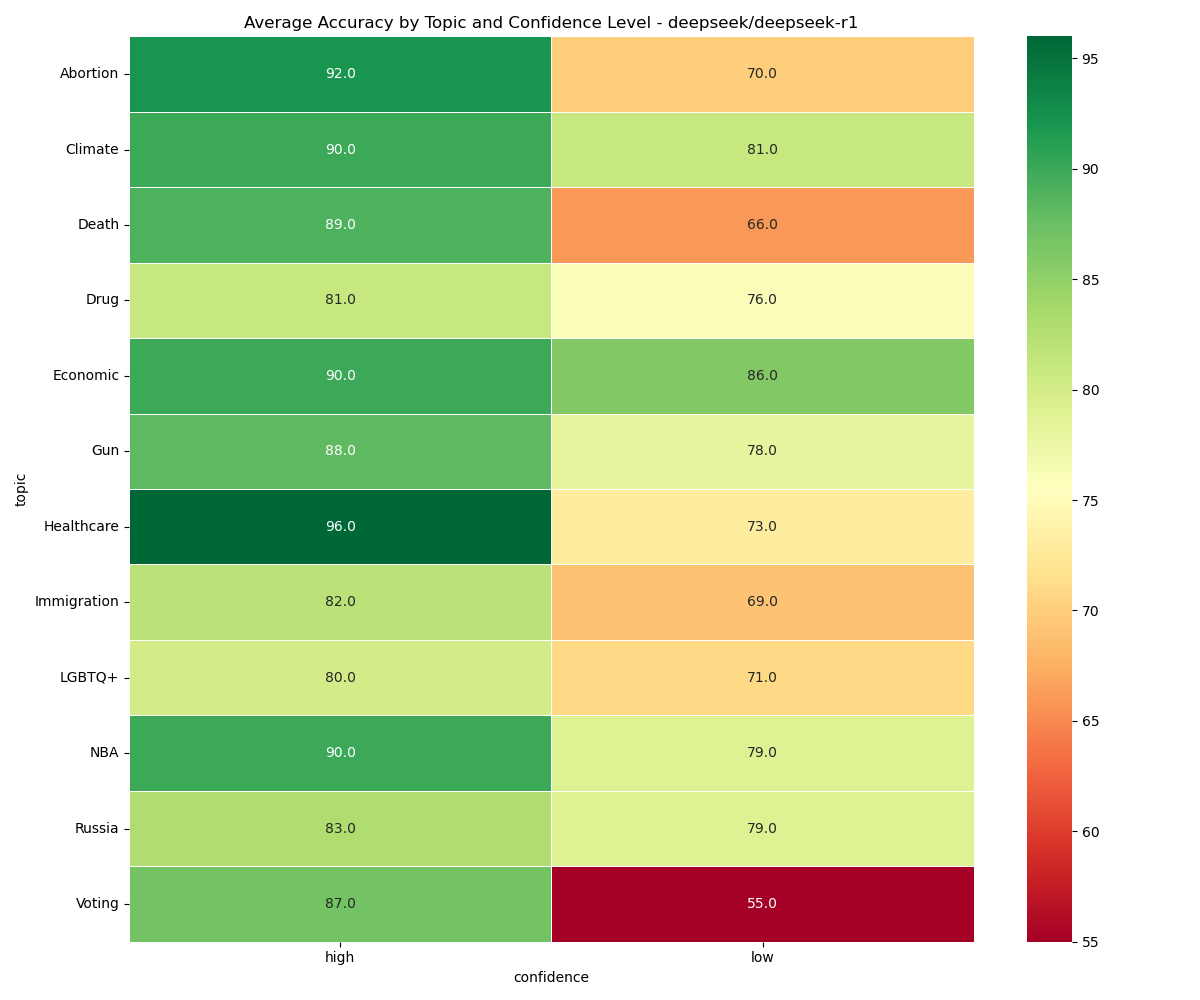 Average Accuracy by Topic and Confidence Level - deepseek/deepseek-r1
Abortion 92.0 70.0
Climate 90.0 81.0
Death 89.0 66.0
Drug 81.0 76.0
Economic 90.0 86.0
Gun 88.0 78.0
Healthcare 96.0 73.0
Immigration 82.0 69.0
LGBTQ+ 80.0 71.0
NBA 90.0 79.0
Russia 83.0 79.0
Voting 87.0 55.0
topic
high low
confidence
95
90
85
80
75
70
65
60
55